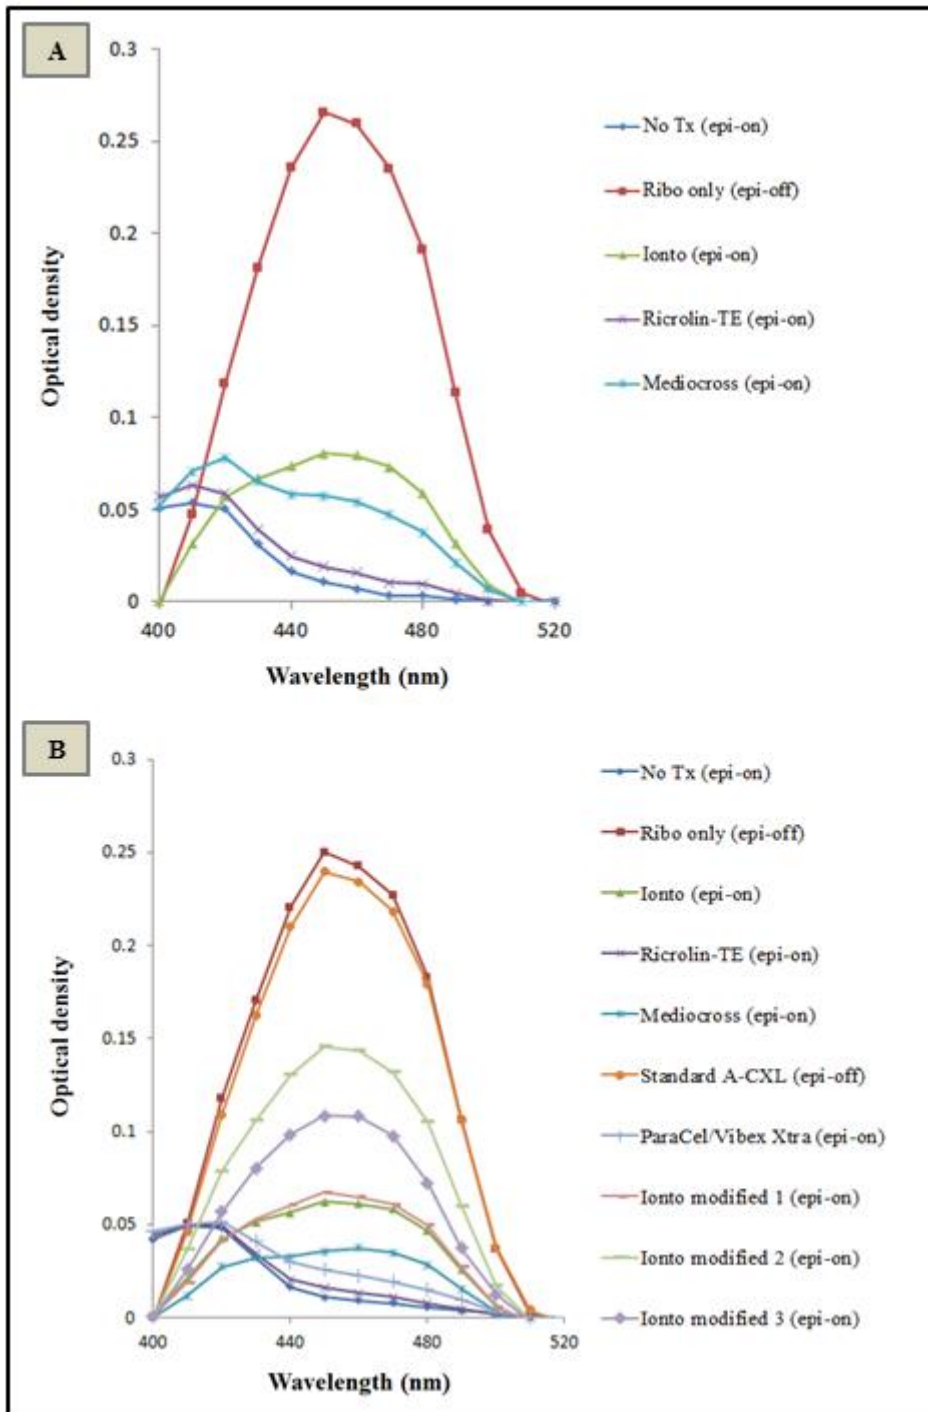 A
0.3
0.25
0.2
0.15
0.1
0.05
0
400
440
480
520
Optical density
Wavelength (nm)
No Tx (epi-on)
Ribo only (epi-off)
Ionto (epi-on)
Ricrolin-TE (epi-on)
Mediocross (epi-on)
B
0.3
0.25
0.2
0.15
0.1
0.05
0
400
440
480
520
Optical density
Wavelength (nm)
No Tx (epi-on)
Ribo only (epi-off)
Ionto (epi-on)
Ricrolin-TE (epi-on)
Mediocross (epi-on)
Standard A-CXL (epi-off)
ParaCel/Vibex Xtra (epi-on)
Ionto modified 1 (epi-on)
Ionto modified 2 (epi-on)
Ionto modified 3 (epi-on)